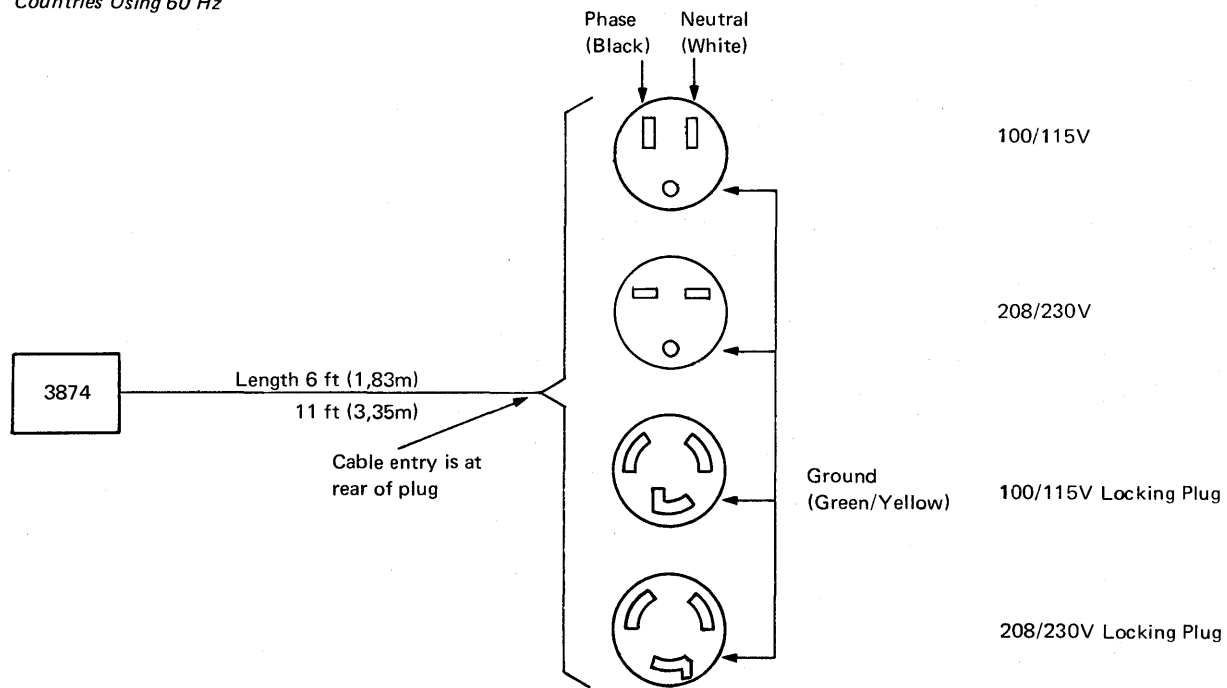 Countries Using 60 Hz
Phase
(Black)
Neutral
(White)
100/115V
208/230V
3874
Length 6 ft (1,83m)
11 ft (3,35m)
Cable entry is at
rear of plug
Ground
(Green/Yellow)
100/115V Locking Plug
208/230V Locking Plug